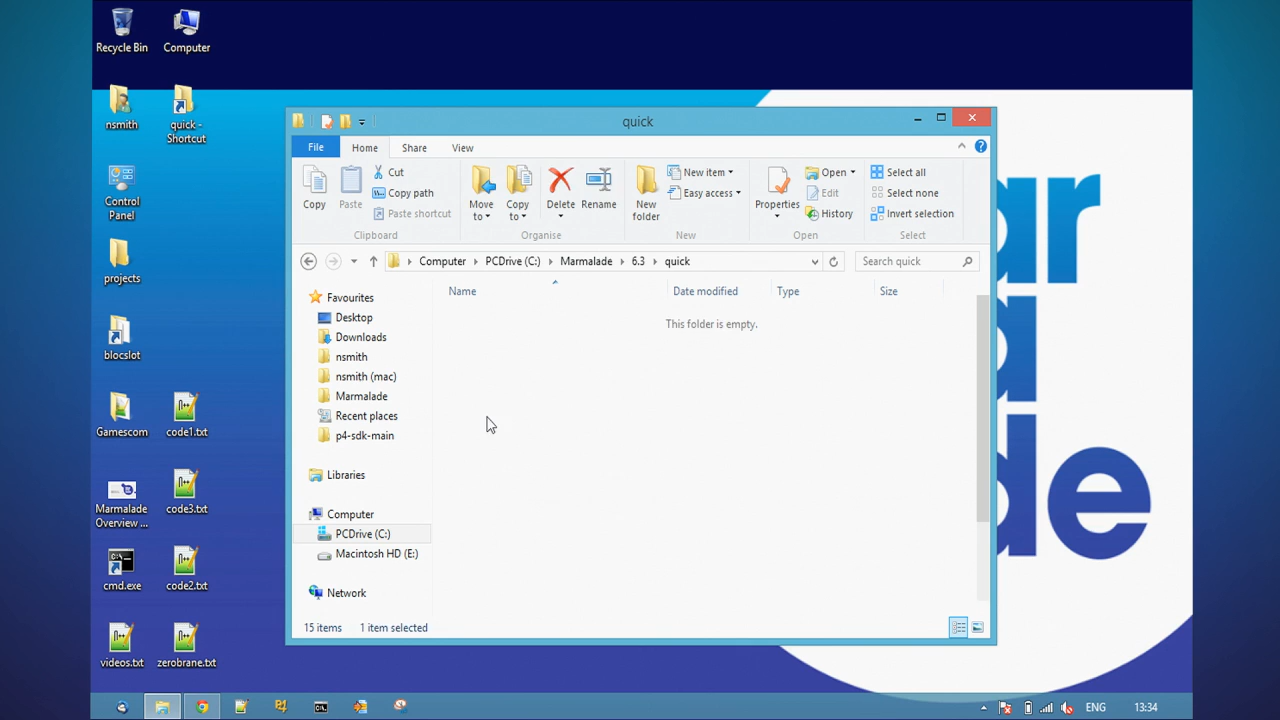 Recycle Bin
Computer
nsmith
quick -
Shortcut
Control
Panel
projects
blocslot
Gamescom
code1.txt
Marmalade
Overview ...
code3.txt
cmd.exe
code2.txt
videos.txt
zerobrane.txt
quick
File
Home
Share
View
Copy
Paste
Cut
Copy path
Paste shortcut
Clipboard
Move
to
Copy
to
Delete
Rename
Organise
New
folder
New item
Easy access
New
Properties
Open
Edit
History
Open
Select all
Select none
Invert selection
Select
Computer
PCDrive (C:)
Marmalade
6.3
quick
Search quick
Name
Date modified
Type
Size
This folder is empty.
Favourites
Desktop
Downloads
nsmith
nsmith (mac)
Marmalade
Recent places
p4-sdk-main
Libraries
Computer
PCDrive (C:)
Macintosh HD (E:)
Network
15 items
1 item selected
ar
a
de
ENG
13:34